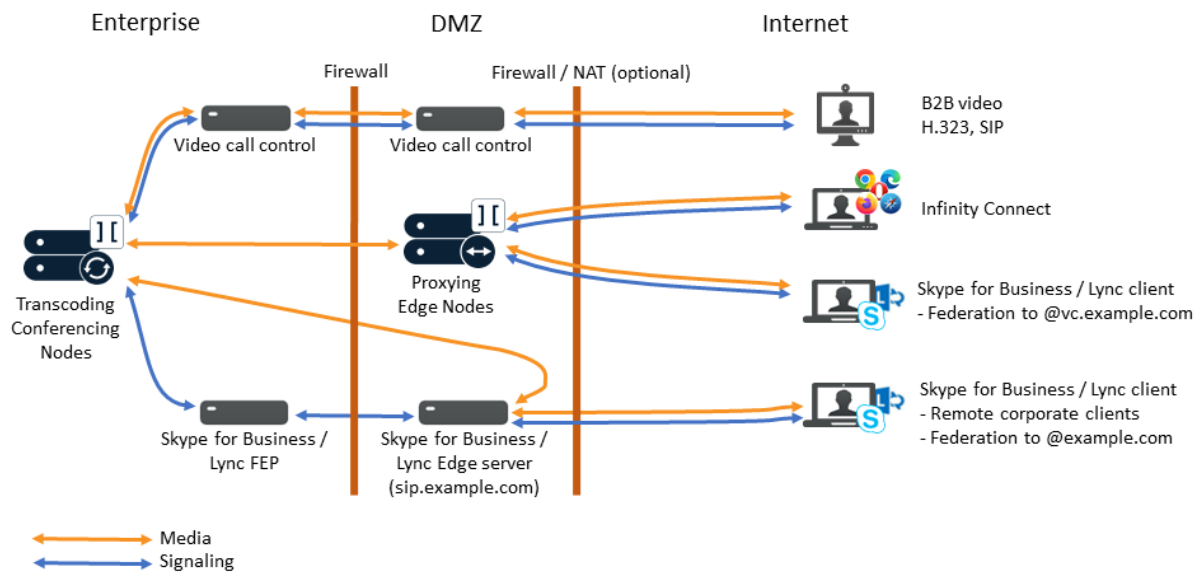 Enterprise
DMZ
Internet
Firewall
Firewall / NAT (optional)
Video call control
Video call control
B2B video
H.323, SIP
][
][
Infinity Connect
Transcoding
Conferencing
Nodes
Proxying
Edge Nodes
Skype for Business / Lync client
- Federation to @vc.example.com
Skype for Business /
Lync FEP
Skype for Business /
Lync Edge server
(sip.example.com)
Skype for Business / Lync client
- Remote corporate clients
- Federation to @example.com
Media
Signaling